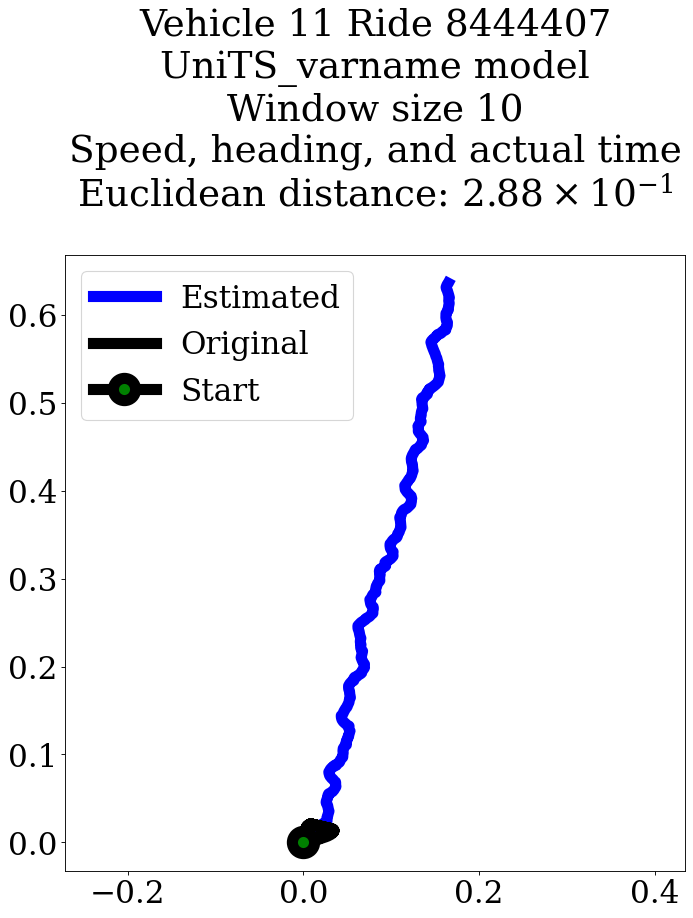 Vehicle 11 Ride 8444407
UniTS_varname model
Window size 10
Speed, heading, and actual time
Euclidean distance: 2.88 × 10⁻¹
Estimated
Original
Start
0.6
0.5
0.4
0.3
0.2
0.1
0.0
−0.2 0.0 0.2 0.4